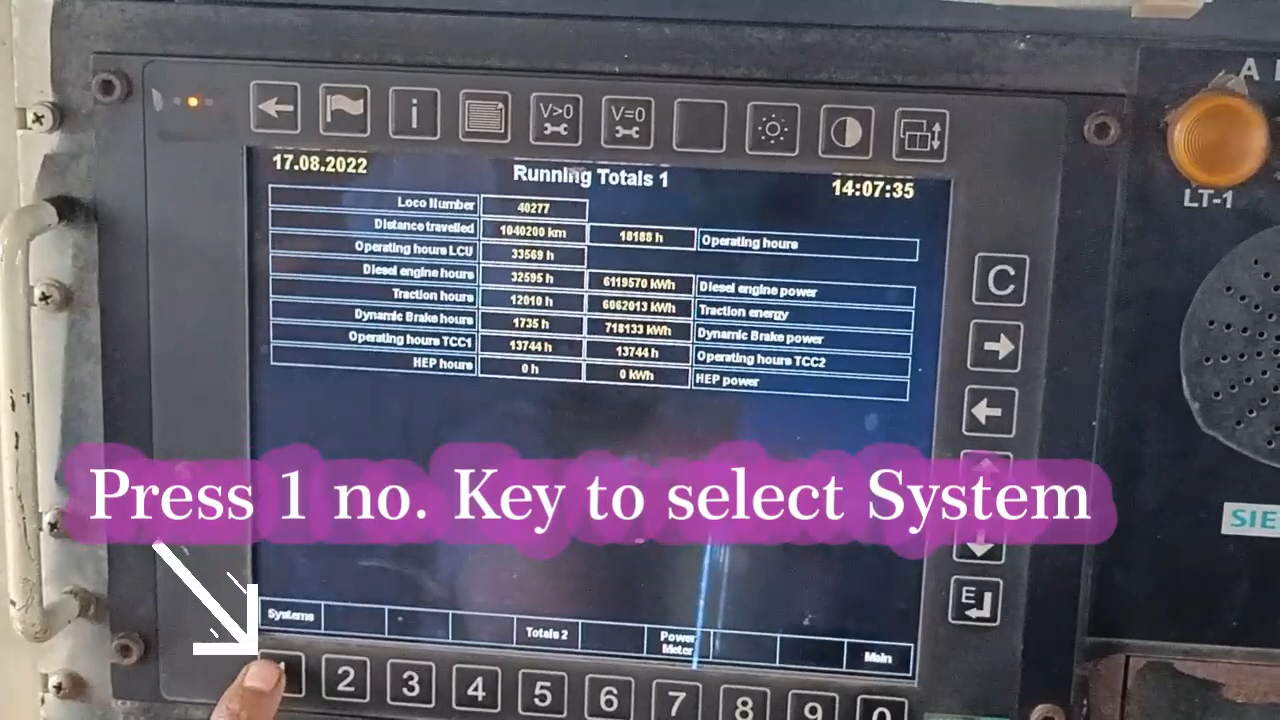 i
V>0
V=0
17.08.2022
Running Totals 1
14:07:35
Loco Number 40277
Distance travelled 1040200 km 18188 h Operating hours
Operating hours LCU 33569 h
Diesel engine hours 32595 h 6119570 kWh Diesel engine power
Traction hours 12010 h 6062013 kWh Traction energy
Dynamic Brake hours 1735 h 718133 kWh Dynamic Brake power
Operating hours TCC1 13744 h 13744 h Operating hours TCC2
HEP hours 0 h 0 kWh HEP power
C
Press 1 no. Key to select System
E
Systems
Totals 2
Power
Meter
Main
1 2 3 4 5 6 7 8 9 0
LT-1
SIE